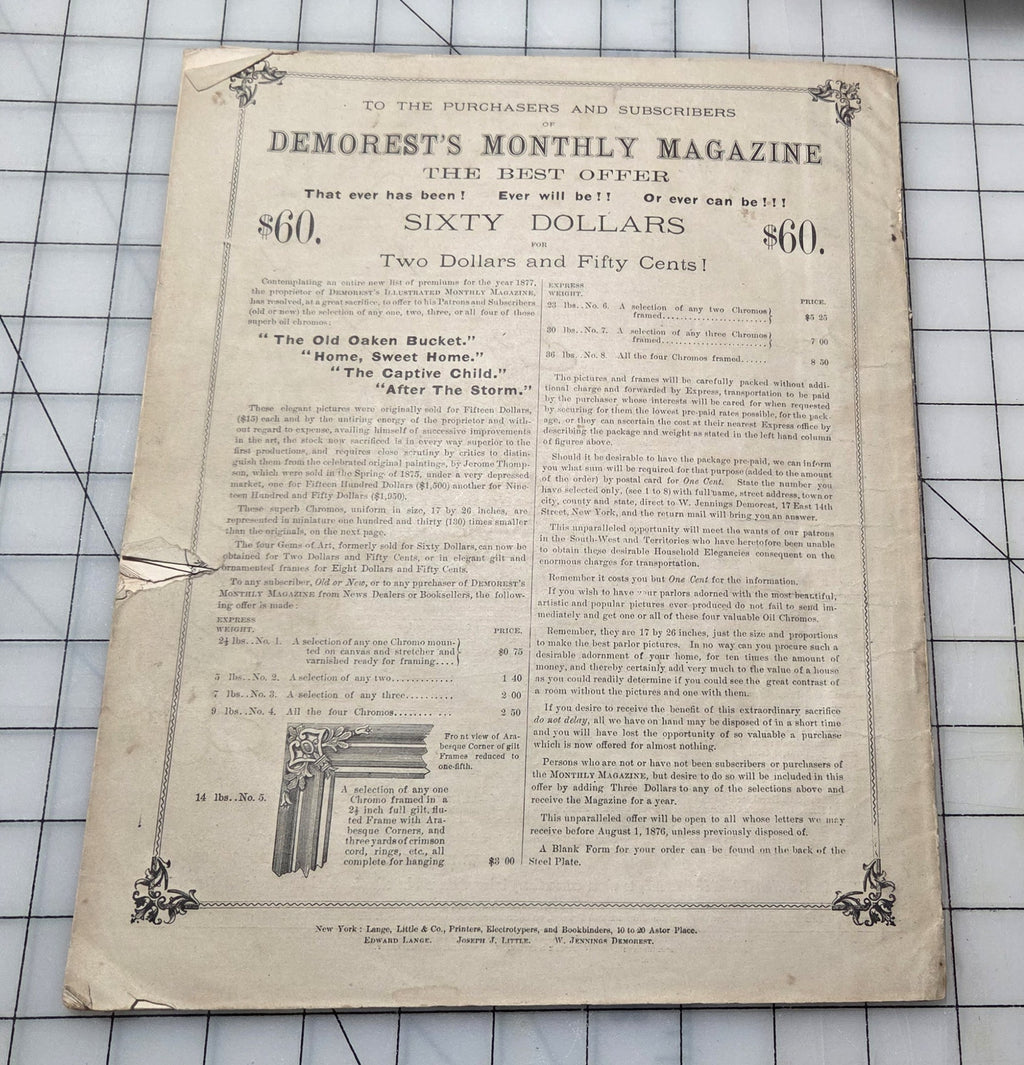 TO THE PURCHASERS AND SUBSCRIBERS
OF
DEMOREST'S MONTHLY MAGAZINE
THE BEST OFFER
That ever has been! Ever will be!! Or ever can be!!!
$60. SIXTY DOLLARS $60.
FOR
Two Dollars and Fifty Cents!
Contemplating an entire new list of premiums for the year 1877,
the proprietor of DEMOREST'S ILLUSTRATED MONTHLY MAGAZINE,
has resolved, at a great sacrifice, to offer to his Patrons and Subscribers
(old or new) the selection of any one, two, three, or all four of those
superb oil chromos:
"The Old Oaken Bucket."
"Home, Sweet Home."
"The Captive Child."
"After The Storm."
These elegant pictures were originally sold for Fifteen Dollars,
($15) each and by the untiring energy of the proprietor and with-
out regard to expense, availing himself of successive improvements
in the art, the stock now sacrificed is in every way superior to the
first productions, and requires close scrutiny by critics to distin-
guish them from the celebrated original paintings, by Jerome Thomp-
son, which were sold in the Spring of 1875, under a very depressed
market, one for Fifteen Hundred Dollars ($1,500) another for Nine-
teen Hundred and Fifty Dollars ($1,950).
These superb Chromos, uniform in size, 17 by 26 inches, are
represented in miniature one hundred and thirty (130) times smaller
than the originals, on the next page.
The four Gems of Art, formerly sold for Sixty Dollars, can now be
obtained for Two Dollars and Fifty Cents, or in elegant gilt and
ornamented frames for Eight Dollars and Fifty Cents.
To any subscriber, Old or New, or to any purchaser of DEMOREST'S
MONTHLY MAGAZINE from News Dealers or Booksellers, the follow-
ing offer is made:
EXPRESS
WEIGHT. PRICE.
2½ lbs..No. 1. A selection of any one Chromo moun-
ted on canvas and stretcher and
varnished ready for framing.... $0 75
5 lbs..No. 2. A selection of any two............ 1 40
7 lbs..No. 3. A selection of any three.......... 2 00
9 lbs..No. 4. All the four Chromos........ ... 2 50
Front view of Ara-
besque Corner of gilt
Frames reduced to
one-fifth.
14 lbs..No. 5.
A selection of any one
Chromo framed in a
2½ inch full gilt, flu-
ted Frame with Ara-
besque Corners, and
three yards of crimson
cord, rings, etc., all
complete for hanging $3 00
EXPRESS
WEIGHT. PRICE.
23 lbs..No. 6. A selection of any two Chromos
framed........................ $5 25
30 lbs..No. 7. A selection of any three Chromos
framed........................ 7 00
36 lbs..No. 8. All the four Chromos framed...... 8 50
The pictures and frames will be carefully packed without addi-
tional charge and forwarded by Express, transportation to be paid
by the purchaser whose interests will be cared for when requested
by securing for them the lowest pre-paid rates possible, for the pack-
age, or they can ascertain the cost at their nearest Express office by
describing the package and weight as stated in the left hand column
of figures above.
Should it be desirable to have the package pre-paid, we can inform
you what sum will be required for that purpose (added to the amount
of the order) by postal card for One Cent. State the number you
have selected only, (see 1 to 8) with full name, street address, town or
city, county and state, direct to W. Jennings Demorest, 17 East 14th
Street, New York, and the return mail will bring you an answer.
This unparalleled opportunity will meet the wants of our patrons
in the South-West and Territories who have heretofore been unable
to obtain these desirable Household Elegancies consequent on the
enormous charges for transportation.
Remember it costs you but One Cent for the information.
If you wish to have your parlors adorned with the most beautiful,
artistic and popular pictures ever produced do not fail to send im-
mediately and get one or all of these four valuable Oil Chromos.
Remember, they are 17 by 26 inches, just the size and proportions
to make the best parlor pictures. In no way can you procure such a
desirable adornment of your home, for ten times the amount of
money, and thereby certainly add very much to the value of a house
as you could readily determine if you could see the great contrast of
a room without the pictures and one with them.
If you desire to receive the benefit of this extraordinary sacrifice
do not delay, all we have on hand may be disposed of in a short time
and you will have lost the opportunity of so valuable a purchase
which is now offered for almost nothing.
Persons who are not or have not been subscribers or purchasers of
the MONTHLY MAGAZINE, but desire to do so will be included in this
offer by adding Three Dollars to any of the selections above and
receive the Magazine for a year.
This unparalleled offer will be open to all whose letters we may
receive before August 1, 1876, unless previously disposed of.
A Blank Form for your order can be found on the back of the
Steel Plate.
New York: Lange, Little & Co., Printers, Electrotypers, and Bookbinders, 10 to 20 Astor Place.
EDWARD LANGE. JOSEPH J. LITTLE. W. JENNINGS DEMOREST.